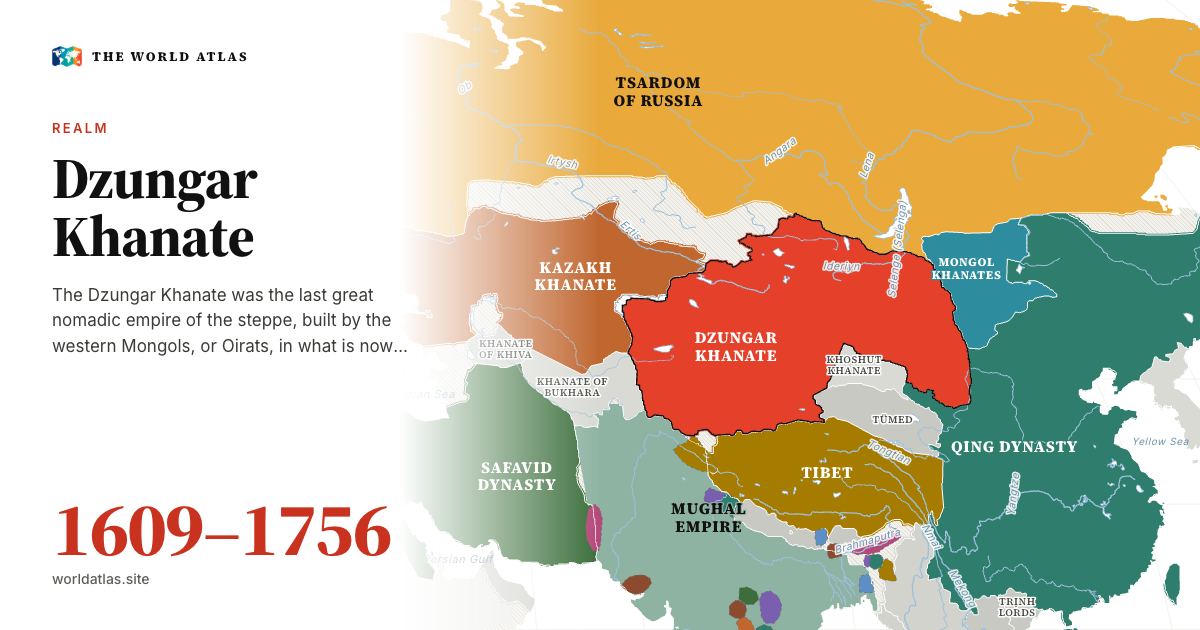 THE WORLD ATLAS
REALM
Dzungar
Khanate
The Dzungar Khanate was the last great
nomadic empire of the steppe, built by the
western Mongols, or Oirats, in what is now...
1609–1756
worldatlas.site
TSARDOM
OF RUSSIA
Ob
Irtysh
Angara
Lena
Ertis
Selenge (Selenga)
Ideriyn
KAZAKH
KHANATE
MONGOL
KHANATES
DZUNGAR
KHANATE
KHANATE
OF KHIVA
KHANATE OF
BUKHARA
KHOSHUT
KHANATE
TÜMED
QING DYNASTY
Yellow Sea
Tongtian
SAFAVID
DYNASTY
TIBET
Yangtze
MUGHAL
EMPIRE
Brahmaputra
Mekong
TRINH
LORDS